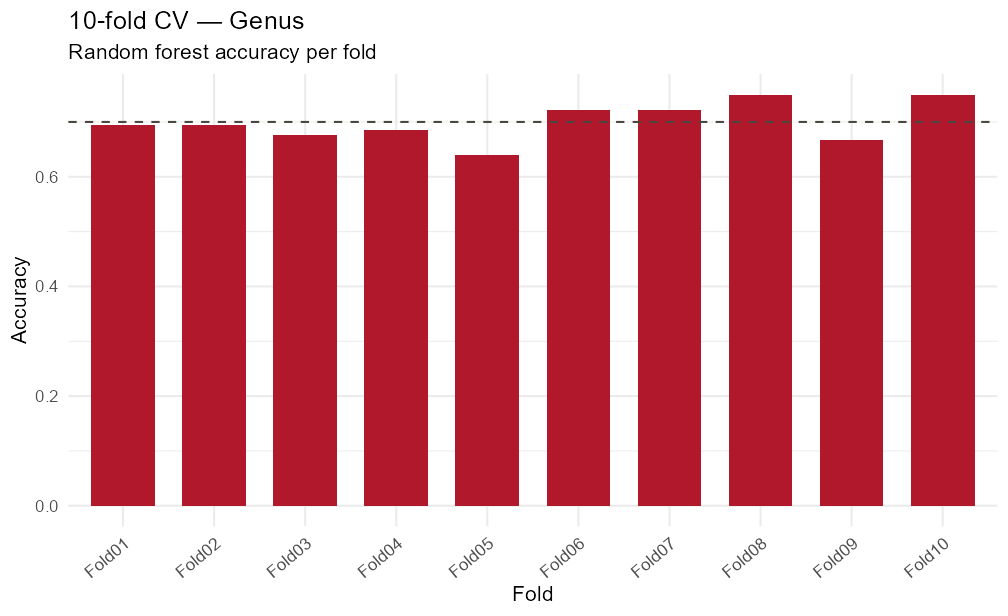 10-fold CV — Genus
Random forest accuracy per fold
Accuracy
0.6
0.4
0.2
0.0
Fold01
Fold02
Fold03
Fold04
Fold05
Fold06
Fold07
Fold08
Fold09
Fold10
Fold